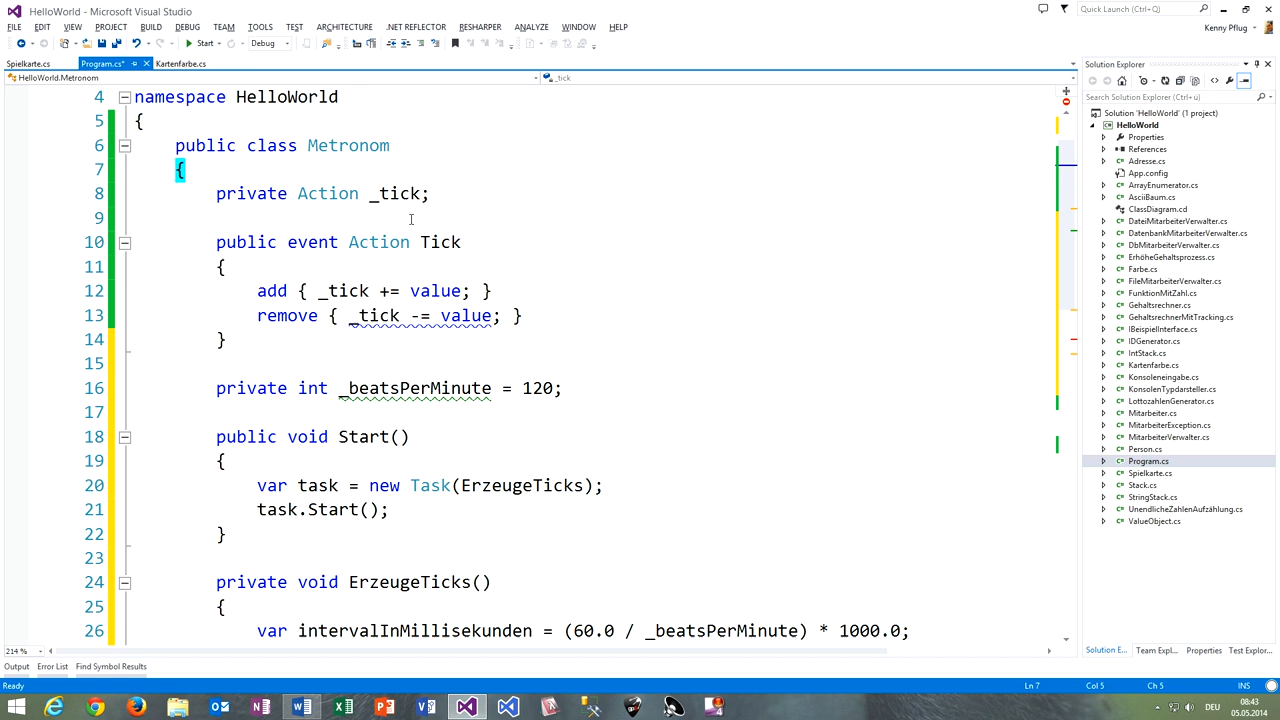 HelloWorld - Microsoft Visual Studio
Quick Launch (Ctrl+Q)
FILE EDIT VIEW PROJECT BUILD DEBUG TEAM TOOLS TEST ARCHITECTURE .NET REFLECTOR RESHARPER ANALYZE WINDOW HELP
Kenny Pflug
Start Debug
Spielkarte.cs Program.cs* Kartenfarbe.cs
HelloWorld.Metronom _tick
4 namespace HelloWorld
5 {
6 public class Metronom
7 {
8 private Action _tick;
9
10 public event Action Tick
11 {
12 add { _tick += value; }
13 remove { _tick -= value; }
14 }
15
16 private int _beatsPerMinute = 120;
17
18 public void Start()
19 {
20 var task = new Task(ErzeugeTicks);
21 task.Start();
22 }
23
24 private void ErzeugeTicks()
25 {
26 var intervalInMillisekunden = (60.0 / _beatsPerMinute) * 1000.0;
214 %
Solution Explorer
Search Solution Explorer (Ctrl+ü)
Solution 'HelloWorld' (1 project)
HelloWorld
Properties
References
Adresse.cs
App.config
ArrayEnumerator.cs
AsciiBaum.cs
ClassDiagram.cd
DateiMitarbeiterVerwalter.cs
DatenbankMitarbeiterVerwalter.cs
DbMitarbeiterVerwalter.cs
ErhöheGehaltsprozess.cs
Farbe.cs
FileMitarbeiterVerwalter.cs
FunktionMitZahl.cs
Gehaltsrechner.cs
GehaltsrechnerMitTracking.cs
IBeispielInterface.cs
IDGenerator.cs
IntStack.cs
Kartenfarbe.cs
Konsoleneingabe.cs
KonsolenTypdarsteller.cs
LottozahlenGenerator.cs
Mitarbeiter.cs
MitarbeiterException.cs
MitarbeiterVerwalter.cs
Person.cs
Program.cs
Spielkarte.cs
Stack.cs
StringStack.cs
UnendlicheZahlenAufzählung.cs
ValueObject.cs
Solution E... Team Expl... Properties Test Explor...
Output Error List Find Symbol Results
Ready Ln 7 Col 5 Ch 5 INS
DEU
08:43
05.05.2014